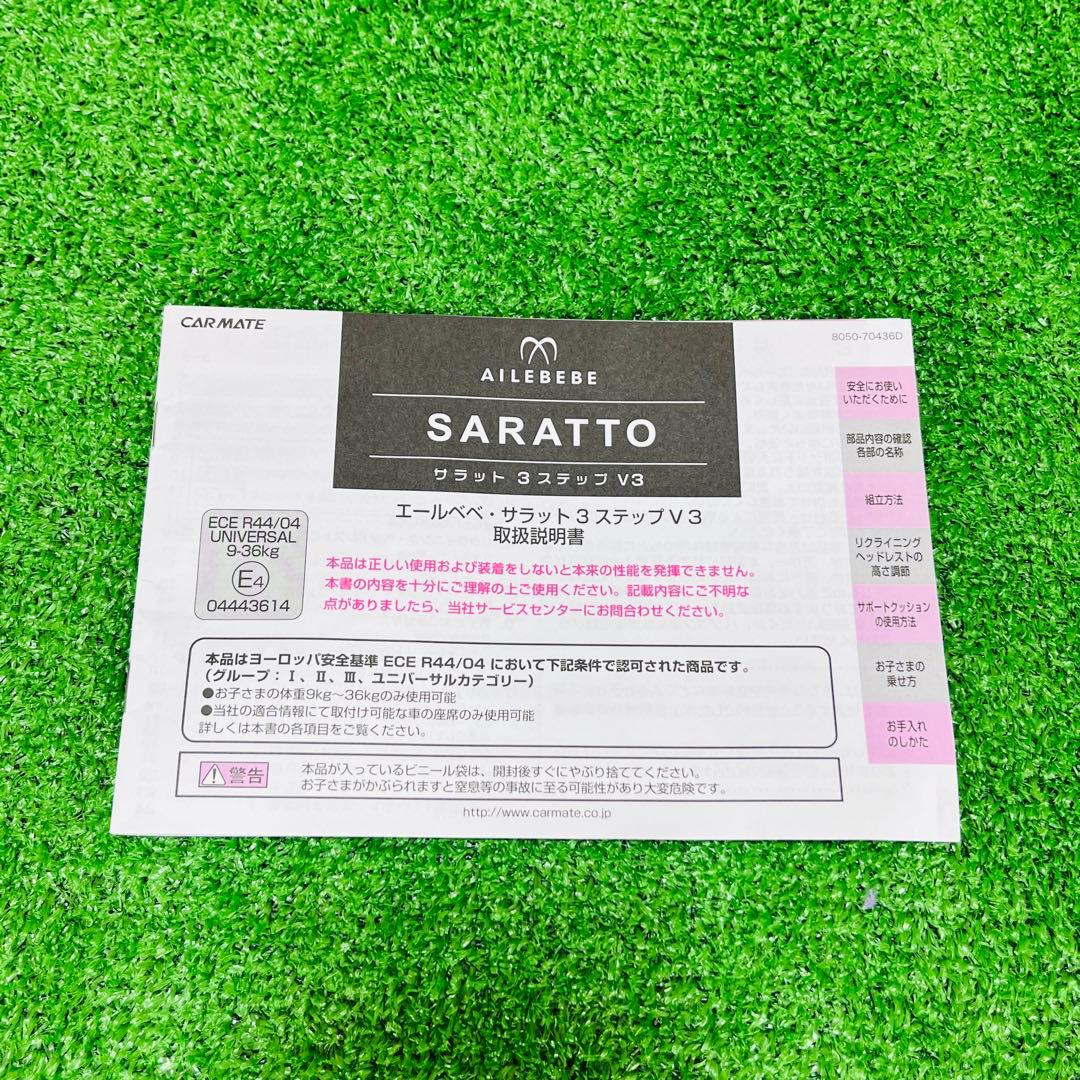 CARMATE
8050-70436D
AILEBEBE
SARATTO
サラット 3 ステップ V3
エールベベ・サラット 3 ステップ V 3
取扱説明書
ECE R44/04
UNIVERSAL
9-36kg
E4
04443614
本品は正しい使用および装着をしないと本来の性能を発揮できません。
本書の内容を十分にご理解の上ご使用ください。記載内容にご不明な
点がありましたら、当社サービスセンターにお問合わせください。
本品はヨーロッパ安全基準 ECE R44/04 において下記条件で認可された商品です。
(グループ：Ⅰ、Ⅱ、Ⅲ、ユニバーサルカテゴリー)
●お子さまの体重9kg〜36kgのみ使用可能
●当社の適合情報にて取付け可能な車の座席のみ使用可能
詳しくは本書の各項目をご覧ください。
警告
本品が入っているビニール袋は、開封後すぐにやぶり捨ててください。
お子さまがかぶられますと窒息等の事故に至る可能性があり大変危険です。
http://www.carmate.co.jp
安全にお使い
いただくために
部品内容の確認
各部の名称
組立方法
リクライニング
ヘッドレストの
高さ調節
サポートクッション
の使用方法
お子さまの
乗せ方
お手入れ
のしかた